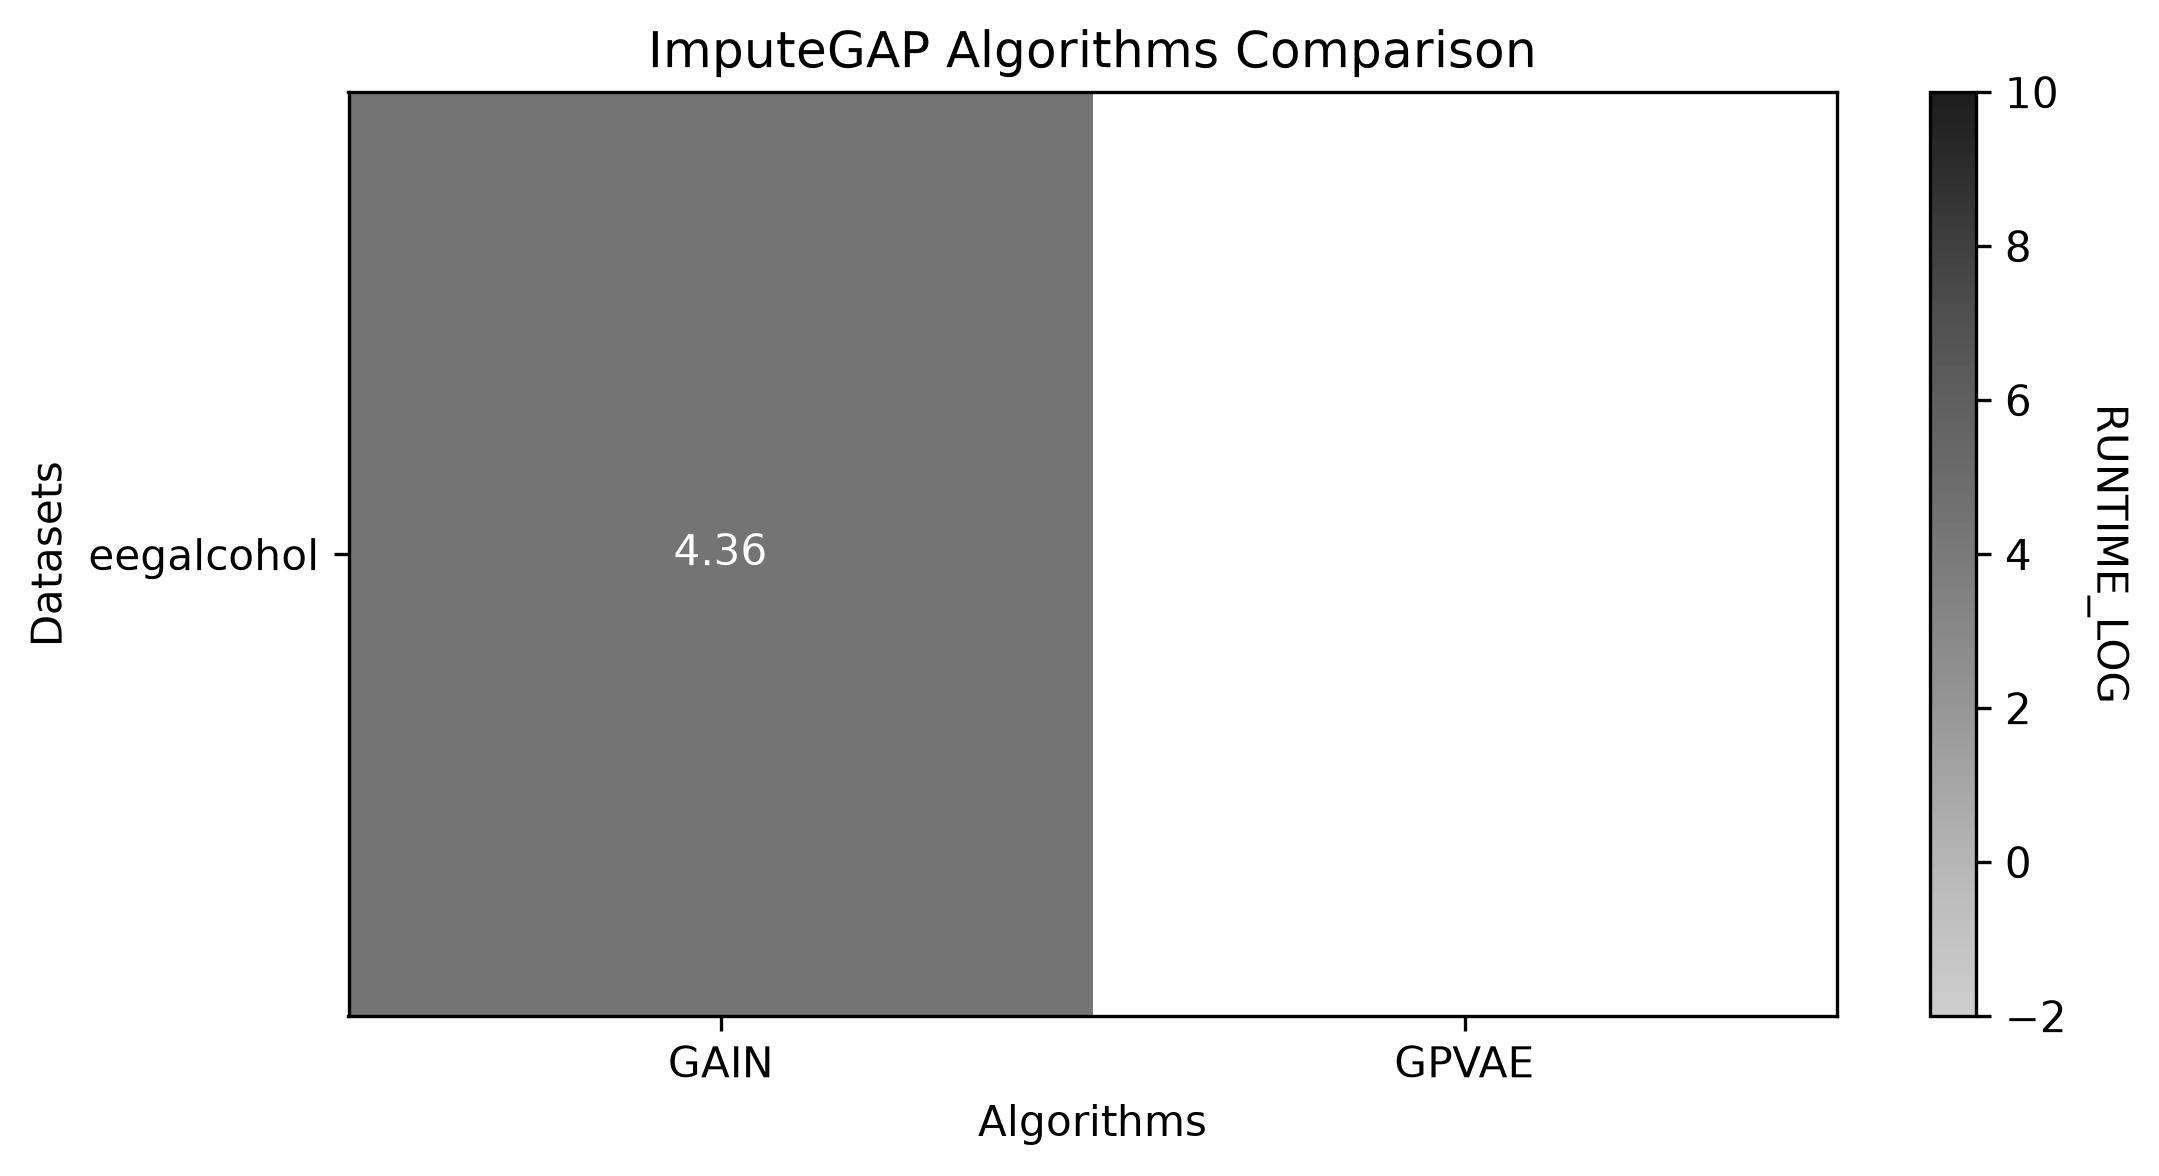 ImputeGAP Algorithms Comparison
Datasets
eegalcohol
4.36
GAIN
GPVAE
Algorithms
10
8
6
4
2
0
−2
RUNTIME_LOG